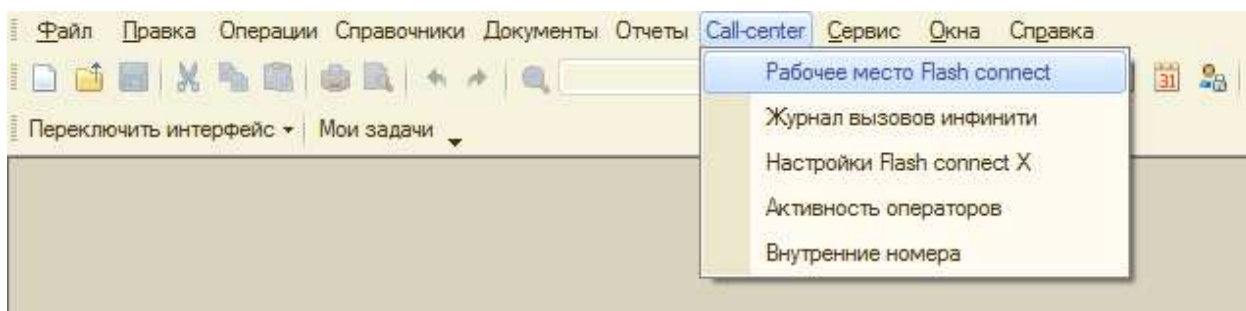 Файл Правка Операции Справочники Документы Отчеты Call-center Сервис Окна Справка
Рабочее место Flash connect
31
Журнал вызовов инфинити
Переключить интерфейс Мои задачи
Настройки Flash connect X
Активность операторов
Внутренние номера